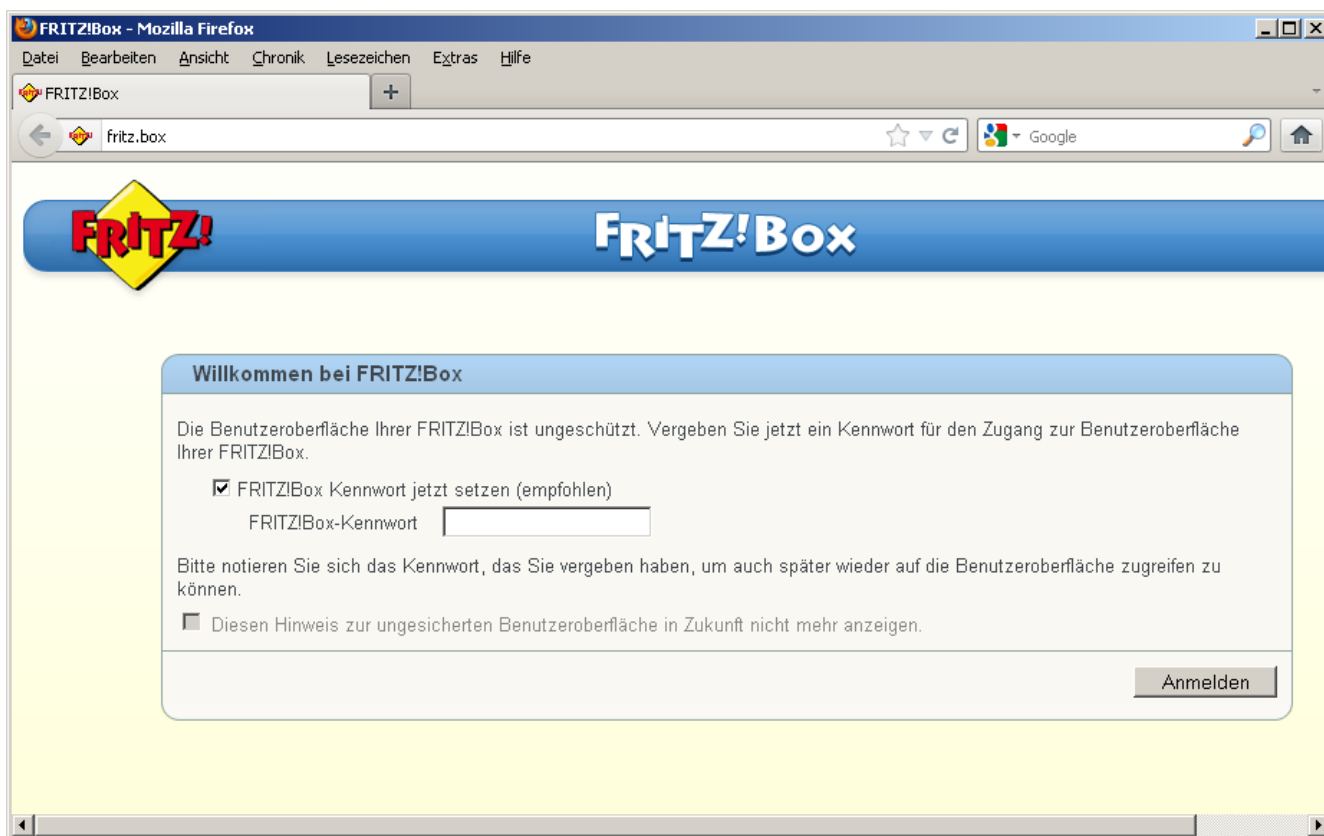 FRITZ!Box - Mozilla Firefox
Datei Bearbeiten Ansicht Chronik Lesezeichen Extras Hilfe
FRITZ!Box
fritz.box Google
FRITZ! FRITZ!Box
Willkommen bei FRITZ!Box
Die Benutzeroberfläche Ihrer FRITZ!Box ist ungeschützt. Vergeben Sie jetzt ein Kennwort für den Zugang zur Benutzeroberfläche
Ihrer FRITZ!Box.
FRITZ!Box Kennwort jetzt setzen (empfohlen)
FRITZ!Box-Kennwort
Bitte notieren Sie sich das Kennwort, das Sie vergeben haben, um auch später wieder auf die Benutzeroberfläche zugreifen zu
können.
Diesen Hinweis zur ungesicherten Benutzeroberfläche in Zukunft nicht mehr anzeigen.
Anmelden